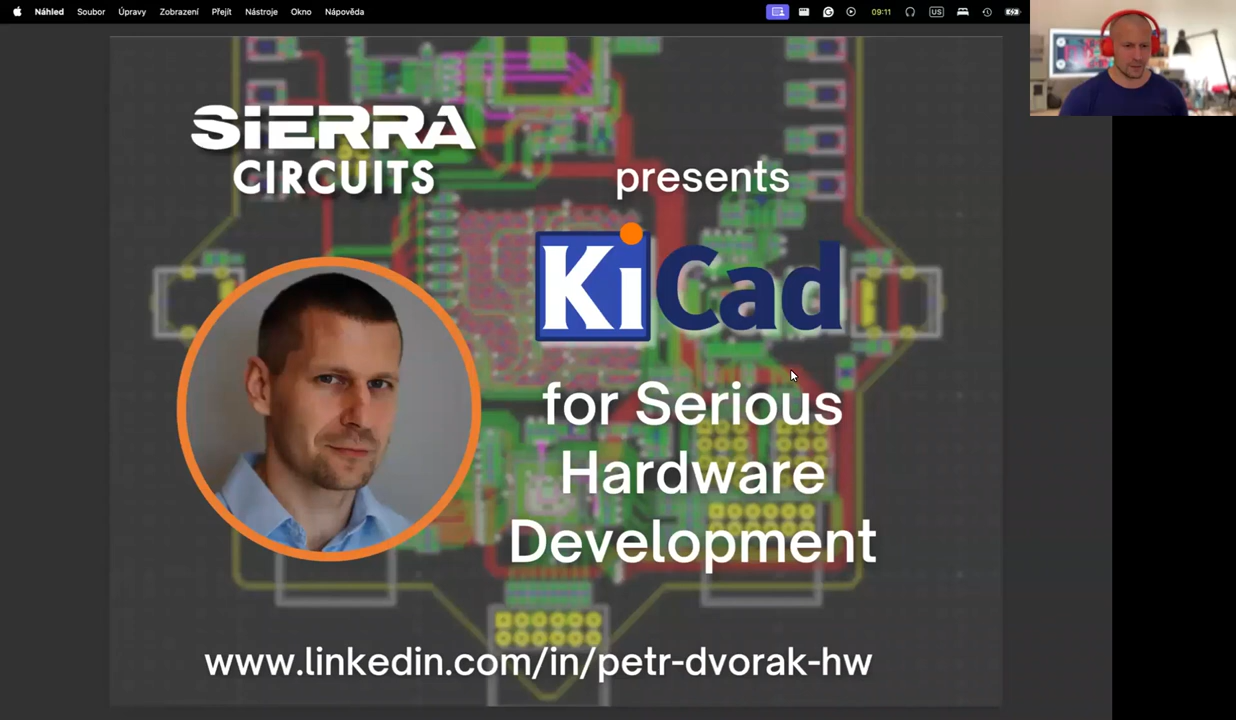 Náhled Soubor Úpravy Zobrazení Přejít Nástroje Okno Nápověda 09:11 US
SIERRA
CIRCUITS
presents
KiCad
for Serious
Hardware
Development
www.linkedin.com/in/petr-dvorak-hw